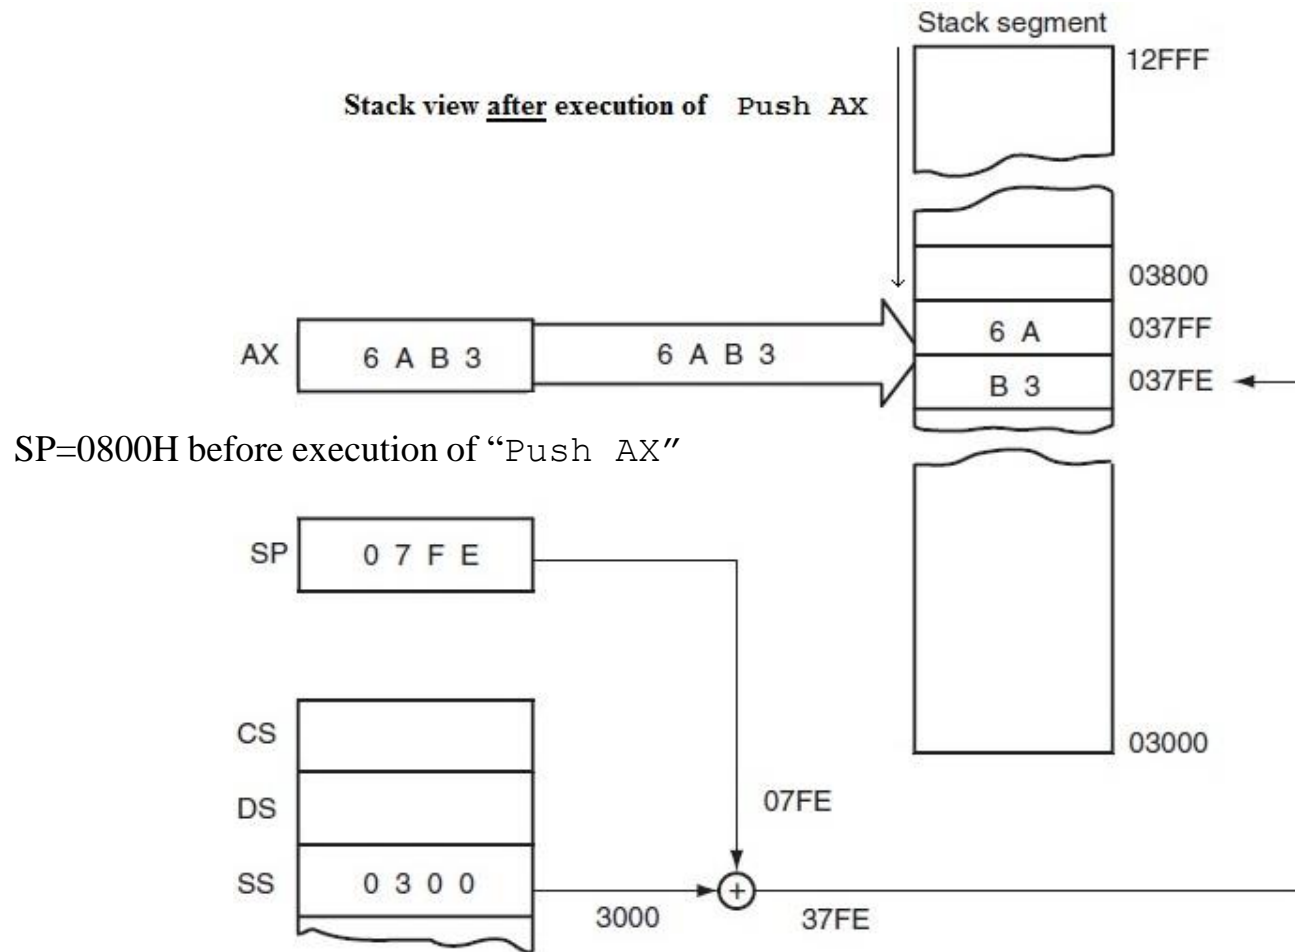 Stack segment
12FFF
Stack view after execution of Push AX
03800
6 A 037FF
AX 6 A B 3 6 A B 3
B 3 037FE
SP=0800H before execution of “Push AX”
SP 0 7 F E
CS
03000
DS 07FE
SS 0 3 0 0
3000 + 37FE